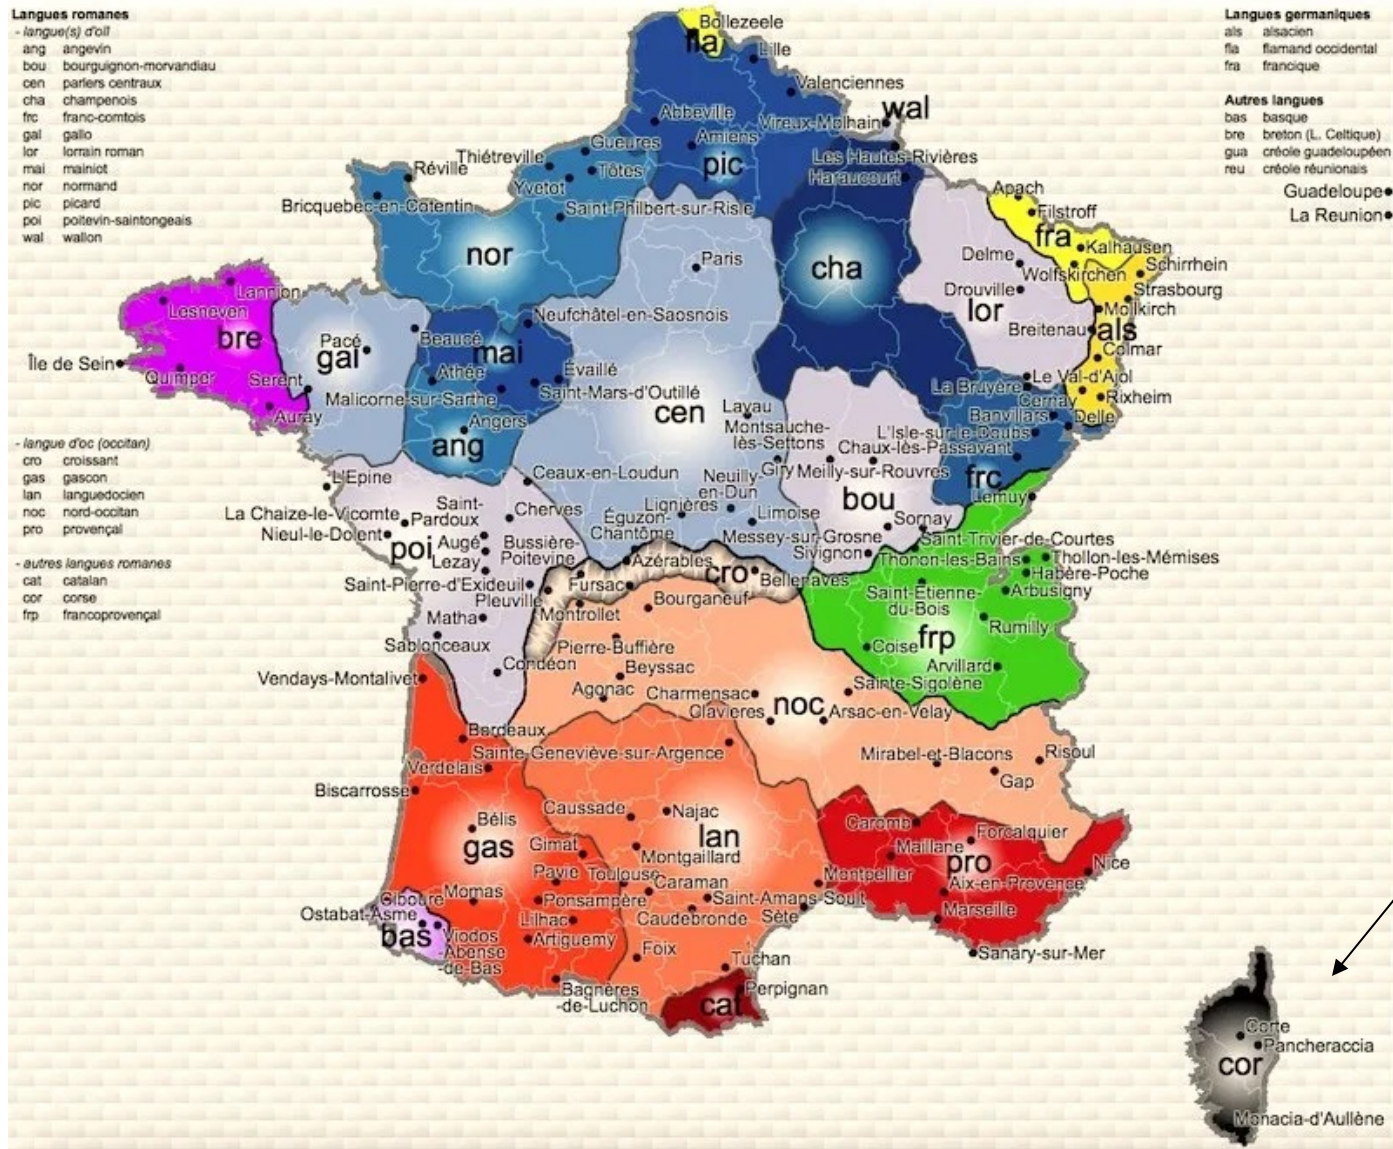 Langues romanes
- langue(s) d'oïl
ang angevin
bou bourguignon-morvandiau
cen parlers centraux
cha champenois
frc franc-comtois
gal gallo
lor lorrain roman
mai mainiot
nor normand
pic picard
poi poitevin-saintongeais
wal wallon
- langue d'oc (occitan)
cro croissant
gas gascon
lan languedocien
noc nord-occitan
pro provençal
- autres langues romanes
cat catalan
cor corse
frp francoprovençal
Langues germaniques
als alsacien
fla flamand occidental
fra francique
Autres langues
bas basque
bre breton (L. Celtique)
gua créole guadeloupéen
reu créole réunionais
Guadeloupe
La Reunion
Bollezeele
fla
Lille
Valenciennes
wal
Abbeville
Vireux-Molhain
Amiens
pic
Gueures
Thiétreville
Les Hautes-Rivières
Tôtes
Haraucourt
Réville
Yvetot
Bricquebec-en-Cotentin
Saint-Philbert-sur-Risle
Apach
Filstroff
fra
Kalhausen
nor
Paris
cha
Delme
Wolfskirchen
Schirrhein
Drouville
Strasbourg
lor
Mollkirch
Breitenau
als
Colmar
Lannion
Lesneven
bre
Neufchâtel-en-Saosnois
Pacé
gal
Beaucé
mai
Île de Sein
Quimper
Serent
Athée
Évaillé
Malicorne-sur-Sarthe
Saint-Mars-d'Outillé
Auray
Angers
ang
cen
Lavau
Montsauche-
lès-Settons
La Bruyère
Le Val-d'Ajol
Cernay
Rixheim
Banvillars
Delle
L'Isle-sur-le-Doubs
Chaux-lès-Passavant
Giry
Meilly-sur-Rouvres
frc
Lemuy
bou
L'Epine
Ceaux-en-Loudun
Neuilly-
en-Dun
Lignières
Limoise
La Chaize-le-Vicomte
Saint-
Pardoux
Cherves
Éguzon-
Chantôme
Messey-sur-Grosne
Sornay
Nieul-le-Dolent
poi
Augé
Bussière-
Poitevine
Sivignon
Saint-Trivier-de-Courtes
Lezay
Azérables
cro
Bellenaves
Thonon-les-Bains
Thollon-les-Mémises
Habère-Poche
Saint-Pierre-d'Exideuil
Fursac
Saint-Etienne-
du-Bois
Arbusigny
Pleuville
Montrollet
Bourganeuf
Matha
Rumilly
frp
Sablonceaux
Pierre-Buffière
Coise
Condéon
Beyssac
Arvillard
Vendays-Montalivet
Agonac
Charmensac
Sainte-Sigolène
Clavieres
noc
Arsac-en-Velay
Bordeaux
Sainte-Geneviève-sur-Argence
Mirabel-et-Blacons
Risoul
Verdelais
Gap
Biscarrosse
Caussade
Najac
Bélis
gas
lan
Caromb
Forcalquier
Gimat
Montgaillard
Maillane
pro
Nice
Pavie
Toulouse
Montpellier
Caraman
Aix-en-Provence
Ciboure
Momas
Ponsampère
Saint-Amans-Soult
Ostabat-Asme
Lilhac
Caudebronde
Sète
Marseille
bas
Viodos
-Abense
-de-Bas
Artiguemy
Foix
Tuchan
Sanary-sur-Mer
Bagnères
-de-Luchon
cat
Perpignan
Corte
Pancheraccia
cor
Monacia-d'Aullène